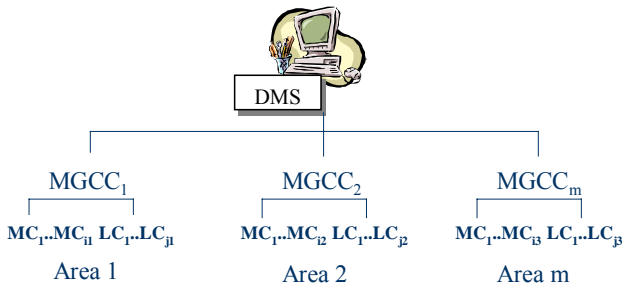 DMS
MGCC₁ MGCC₂ MGCCₘ
MC₁..MCᵢ₁ LC₁..LCⱼ₁ MC₁..MCᵢ₂ LC₁..LCⱼ₂ MC₁..MCᵢ₃ LC₁..LCⱼ₃
Area 1 Area 2 Area m